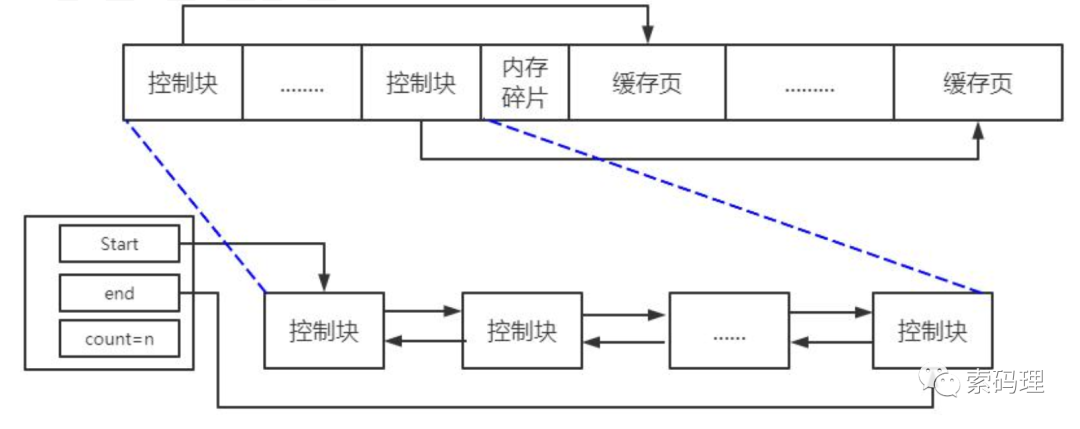 控制块
........
控制块
内存
碎片
缓存页
.........
缓存页
Start
end
count=n
控制块
控制块
......
控制块
索码理